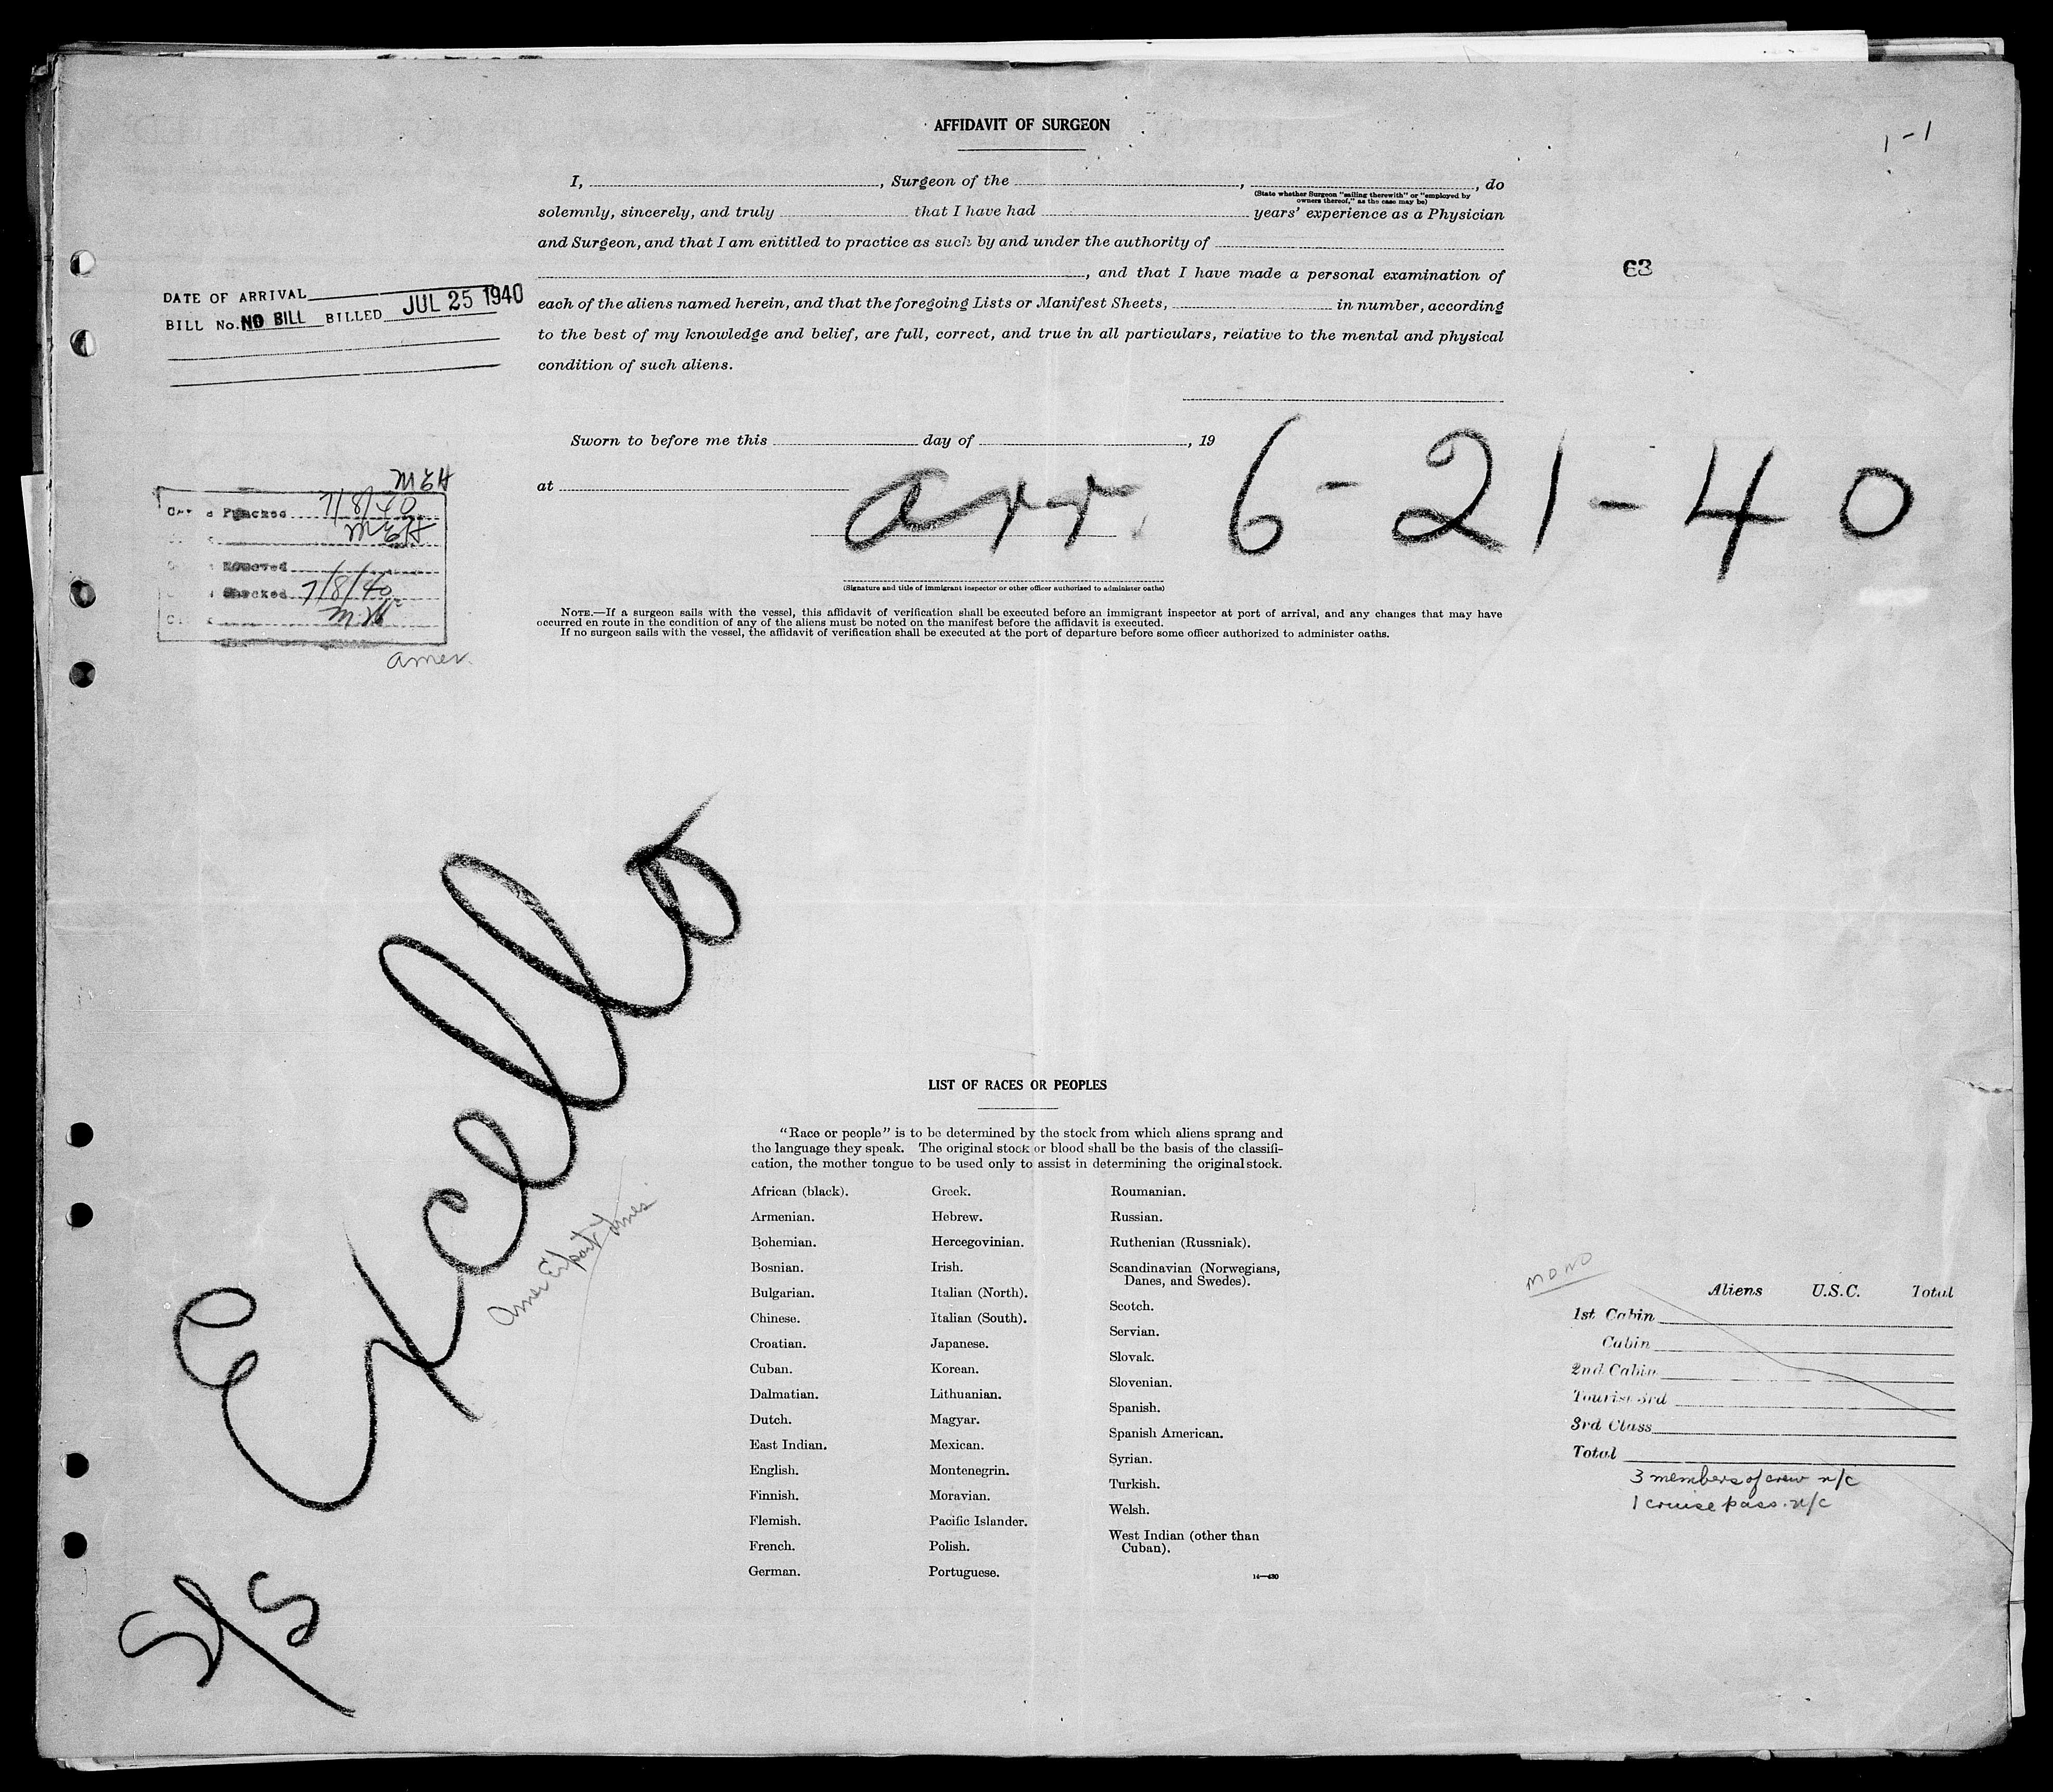 AFFIDAVIT OF SURGEON
1-1
I, , Surgeon of the , , do
(State whether Surgeon "sailing therewith" or "employed by
owners thereof," as the case may be)
solemnly, sincerely, and truly that I have had years' experience as a Physician
and Surgeon, and that I am entitled to practice as such by and under the authority of
, and that I have made a personal examination of
63
each of the aliens named herein, and that the foregoing Lists or Manifest Sheets, in number, according
to the best of my knowledge and belief, are full, correct, and true in all particulars, relative to the mental and physical
condition of such aliens.
DATE OF ARRIVAL
BILL No. NO BILL BILLED JUL 25 1940
Sworn to before me this day of , 19
at
arr. 6-21-40
(Signature and title of immigrant inspector or other officer authorized to administer oaths)
MEH
Punched 7/8/40
MEH
Removed
Checked 7/8/40
amer.
NOTE.—If a surgeon sails with the vessel, this affidavit of verification shall be executed before an immigrant inspector at port of arrival, and any changes that may have
occurred en route in the condition of any of the aliens must be noted on the manifest before the affidavit is executed.
If no surgeon sails with the vessel, the affidavit of verification shall be executed at the port of departure before some officer authorized to administer oaths.
S/S Excello
Amer Export Lines
LIST OF RACES OR PEOPLES
"Race or people" is to be determined by the stock from which aliens sprang and
the language they speak. The original stock or blood shall be the basis of the classifi-
cation, the mother tongue to be used only to assist in determining the original stock.
African (black).
Armenian.
Bohemian.
Bosnian.
Bulgarian.
Chinese.
Croatian.
Cuban.
Dalmatian.
Dutch.
East Indian.
English.
Finnish.
Flemish.
French.
German.
Greek.
Hebrew.
Hercegovinian.
Irish.
Italian (North).
Italian (South).
Japanese.
Korean.
Lithuanian.
Magyar.
Mexican.
Montenegrin.
Moravian.
Pacific Islander.
Polish.
Portuguese.
Roumanian.
Russian.
Ruthenian (Russniak).
Scandinavian (Norwegians,
Danes, and Swedes).
Scotch.
Servian.
Slovak.
Slovenian.
Spanish.
Spanish American.
Syrian.
Turkish.
Welsh.
West Indian (other than
Cuban).
14—430
MONO
Aliens U.S.C. Total
1st Cabin
Cabin
2nd Cabin
Tourist 3rd
3rd Class
Total
3 members of crew n/c
1 cruise pass. n/c